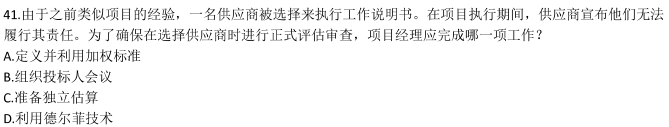 41.由于之前类似项目的经验，一名供应商被选择来执行工作说明书。在项目执行期间，供应商宣布他们无法
履行其责任。为了确保在选择供应商时进行正式评估审查，项目经理应完成哪一项工作？
A.定义并利用加权标准
B.组织投标人会议
C.准备独立估算
D.利用德尔菲技术